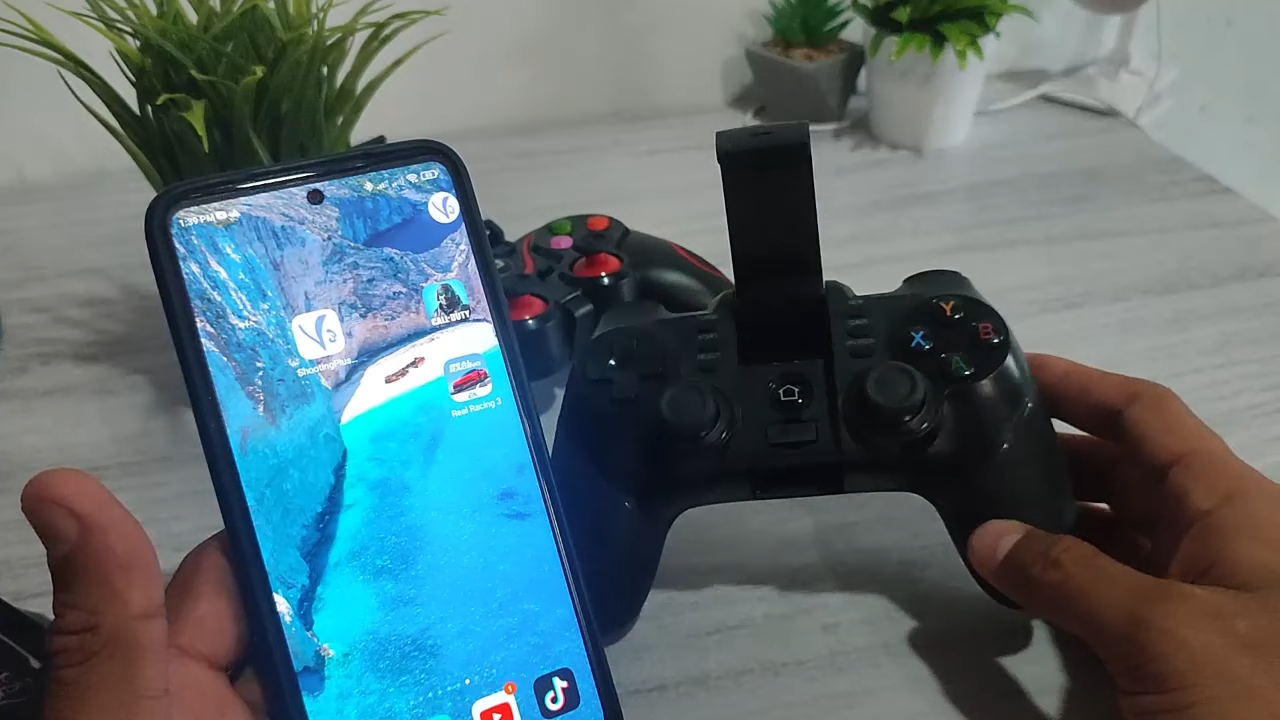 1:39 PM
CALL·DUTY
ShootingPlus...
Real Racing 3
Y
X
B
A